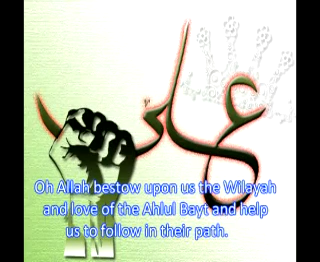 علي
Oh Allah bestow upon us the Wilayah
and love of the Ahlul Bayt and help
us to follow in their path.